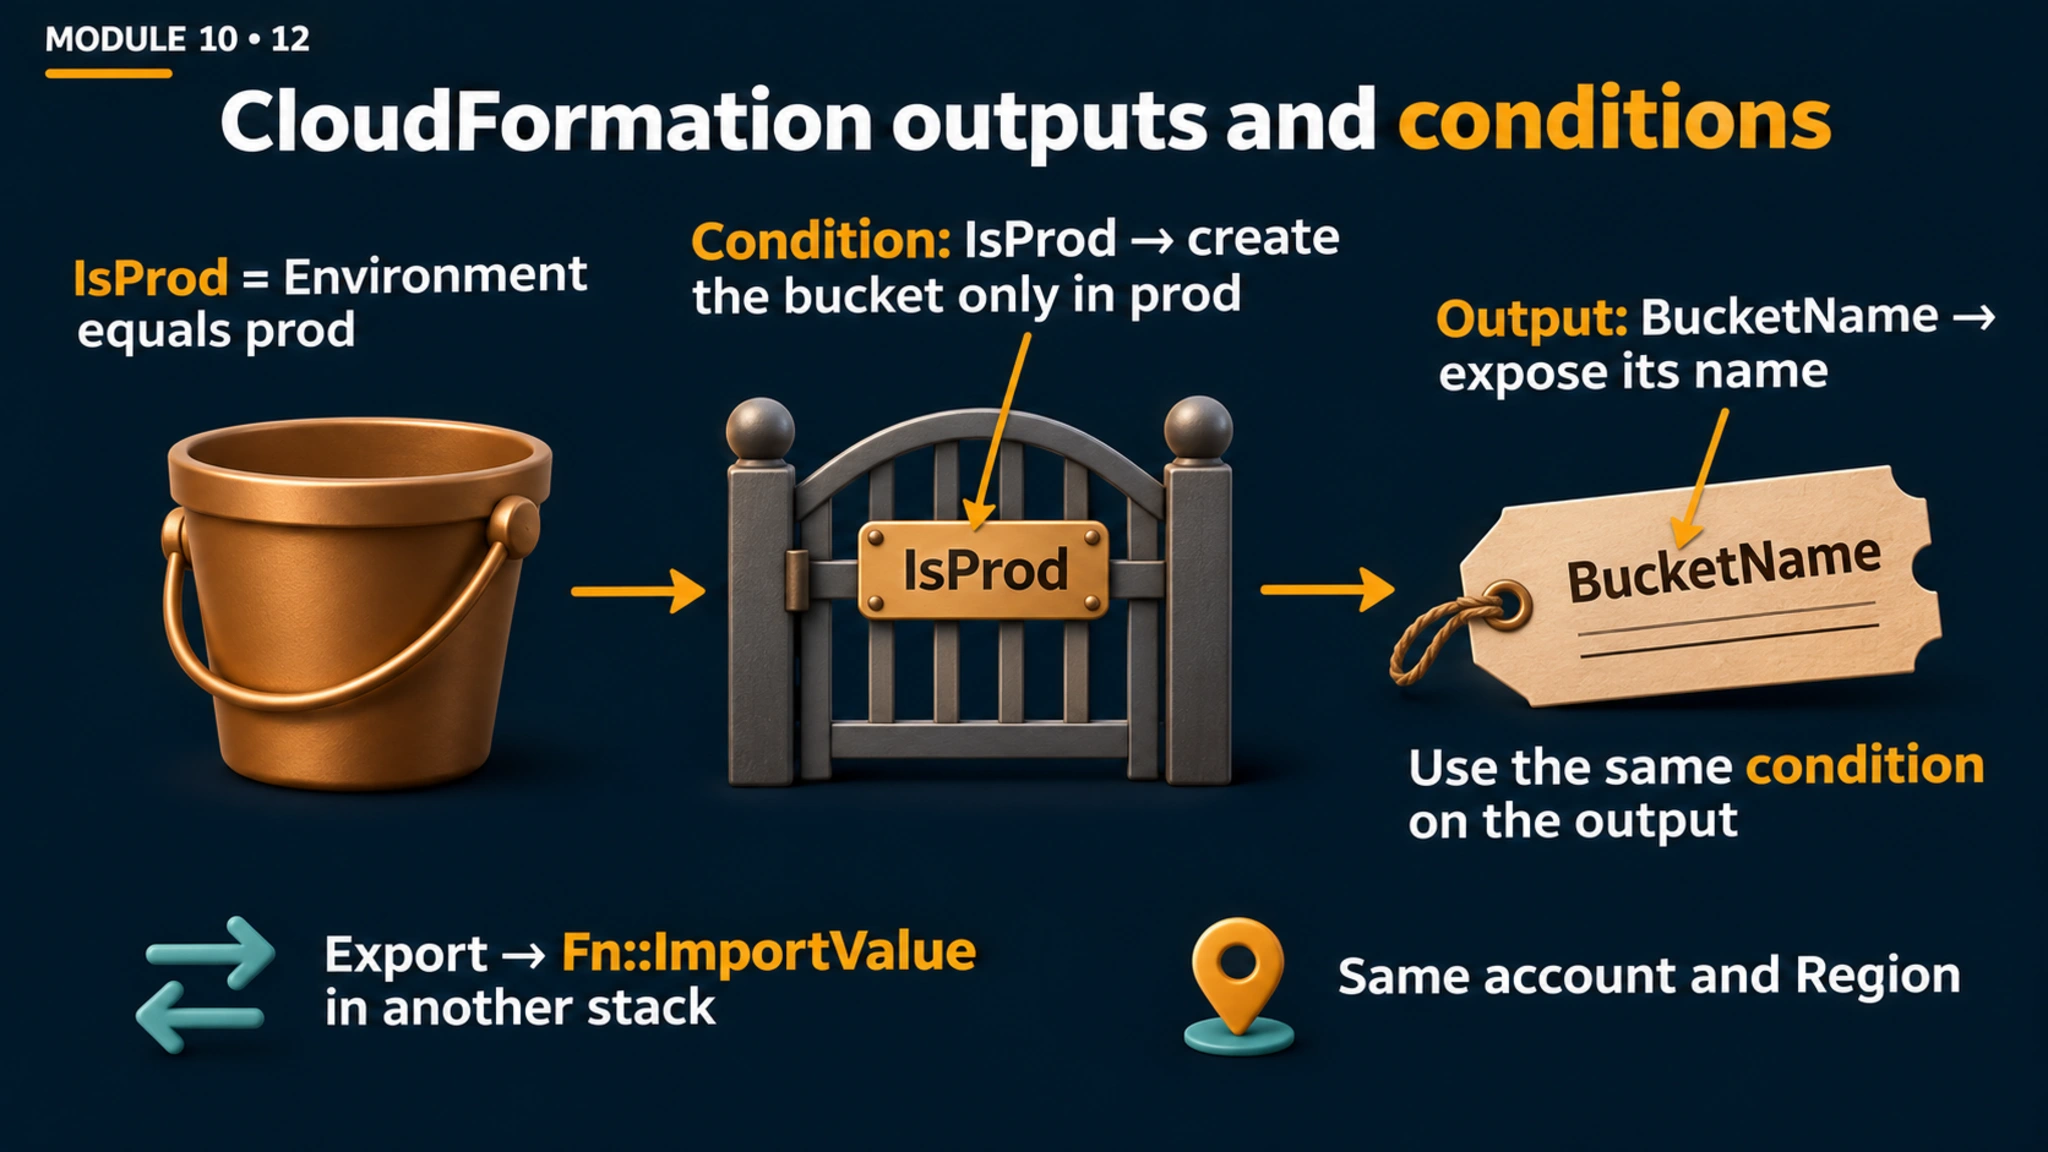 MODULE 10 • 12
CloudFormation outputs and conditions
IsProd = Environment
equals prod
Condition: IsProd → create
the bucket only in prod
Output: BucketName →
expose its name
IsProd
BucketName
Use the same condition
on the output
Export → Fn::ImportValue
in another stack
Same account and Region